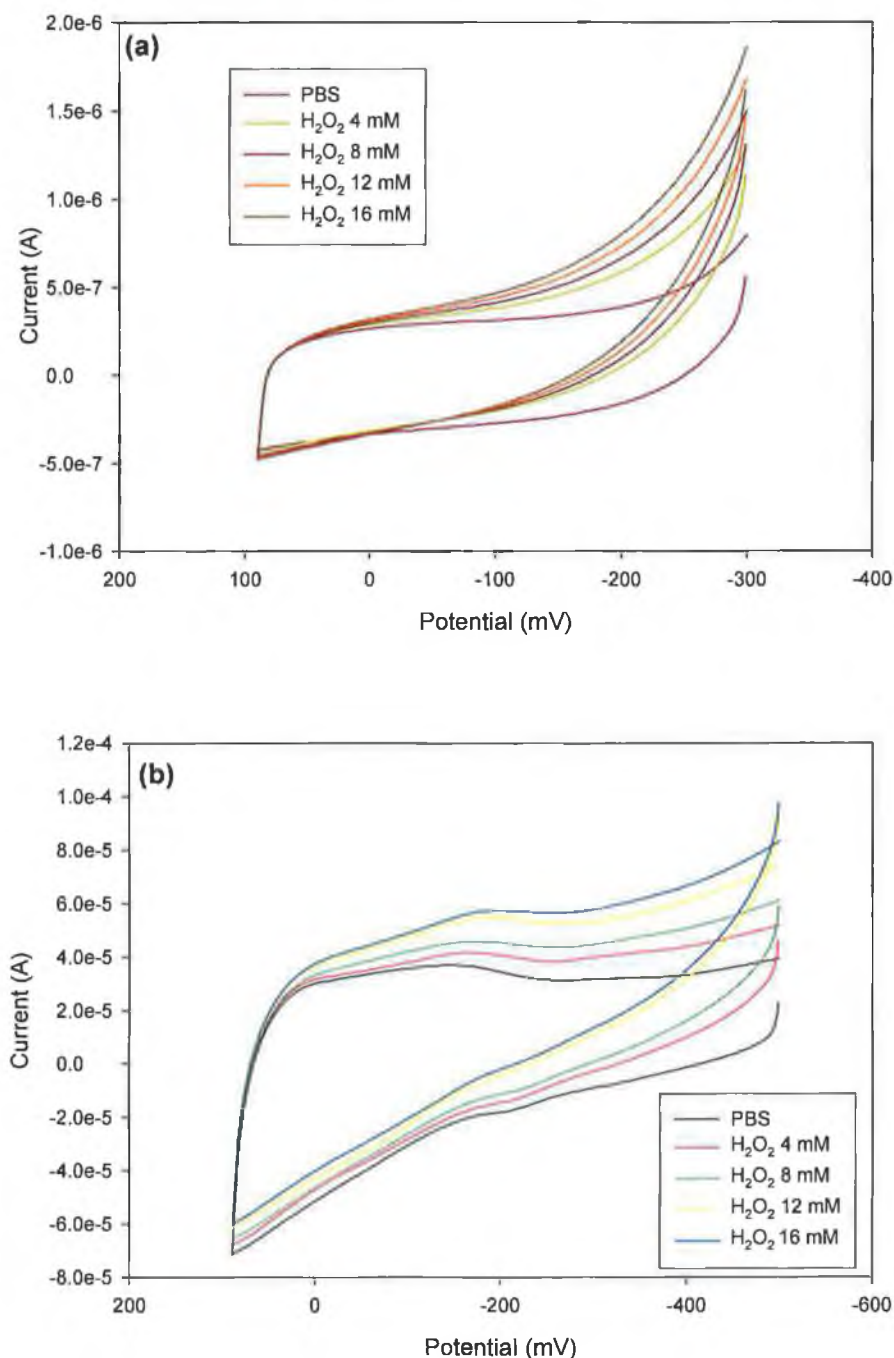 (a)
2.0e-6
1.5e-6
1.0e-6
5.0e-7
0.0
-5.0e-7
-1.0e-6
Current (A)
PBS
H₂O₂ 4 mM
H₂O₂ 8 mM
H₂O₂ 12 mM
H₂O₂ 16 mM
200 100 0 -100 -200 -300 -400
Potential (mV)
(b)
1.2e-4
1.0e-4
8.0e-5
6.0e-5
4.0e-5
2.0e-5
0.0
-2.0e-5
-4.0e-5
-6.0e-5
-8.0e-5
Current (A)
PBS
H₂O₂ 4 mM
H₂O₂ 8 mM
H₂O₂ 12 mM
H₂O₂ 16 mM
200 0 -200 -400 -600
Potential (mV)